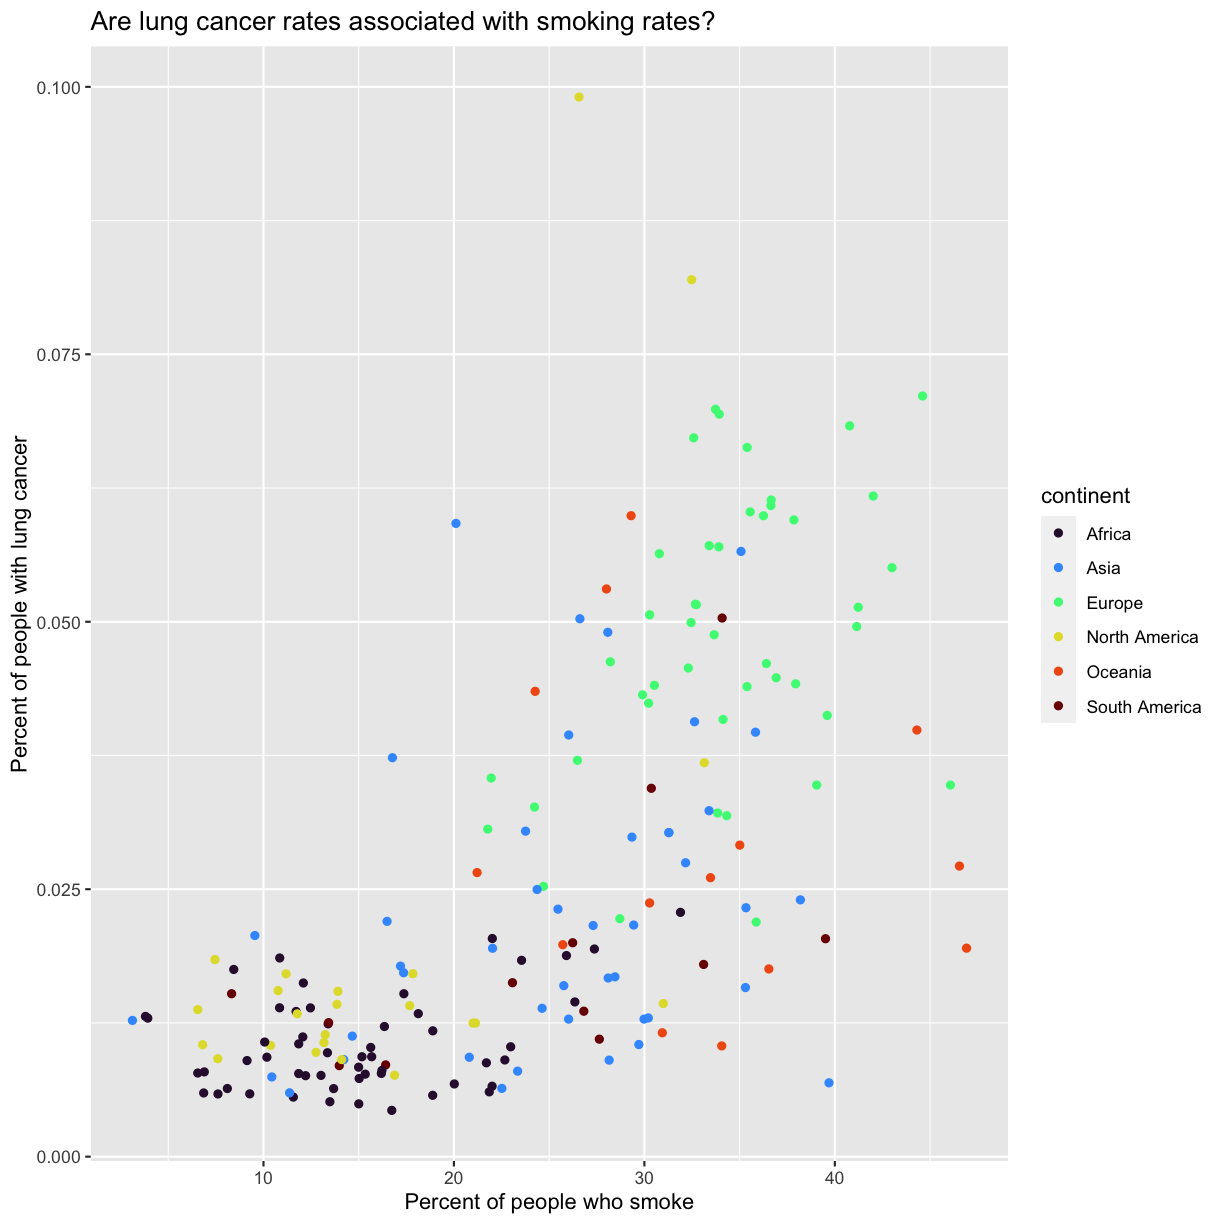 Are lung cancer rates associated with smoking rates?
0.100
0.075
0.050
0.025
0.000
Percent of people with lung cancer
10 20 30 40
Percent of people who smoke
continent
Africa
Asia
Europe
North America
Oceania
South America